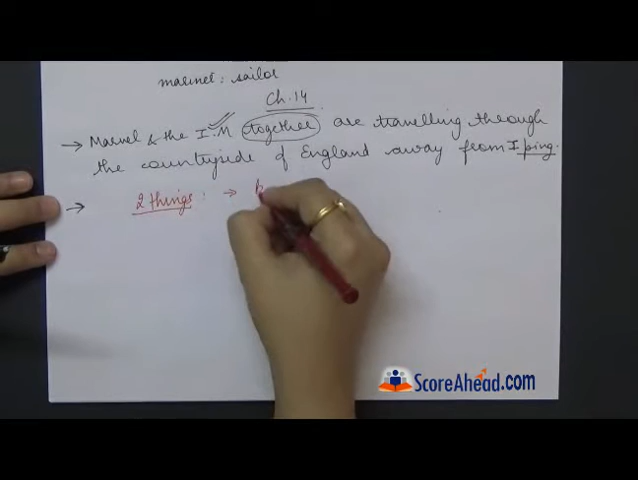 mariner : sailor
Ch. 14
→ Marvel & the I.M together are travelling through
the countryside of England away from Iping.
→ 2 things : →
ScoreAhead.com